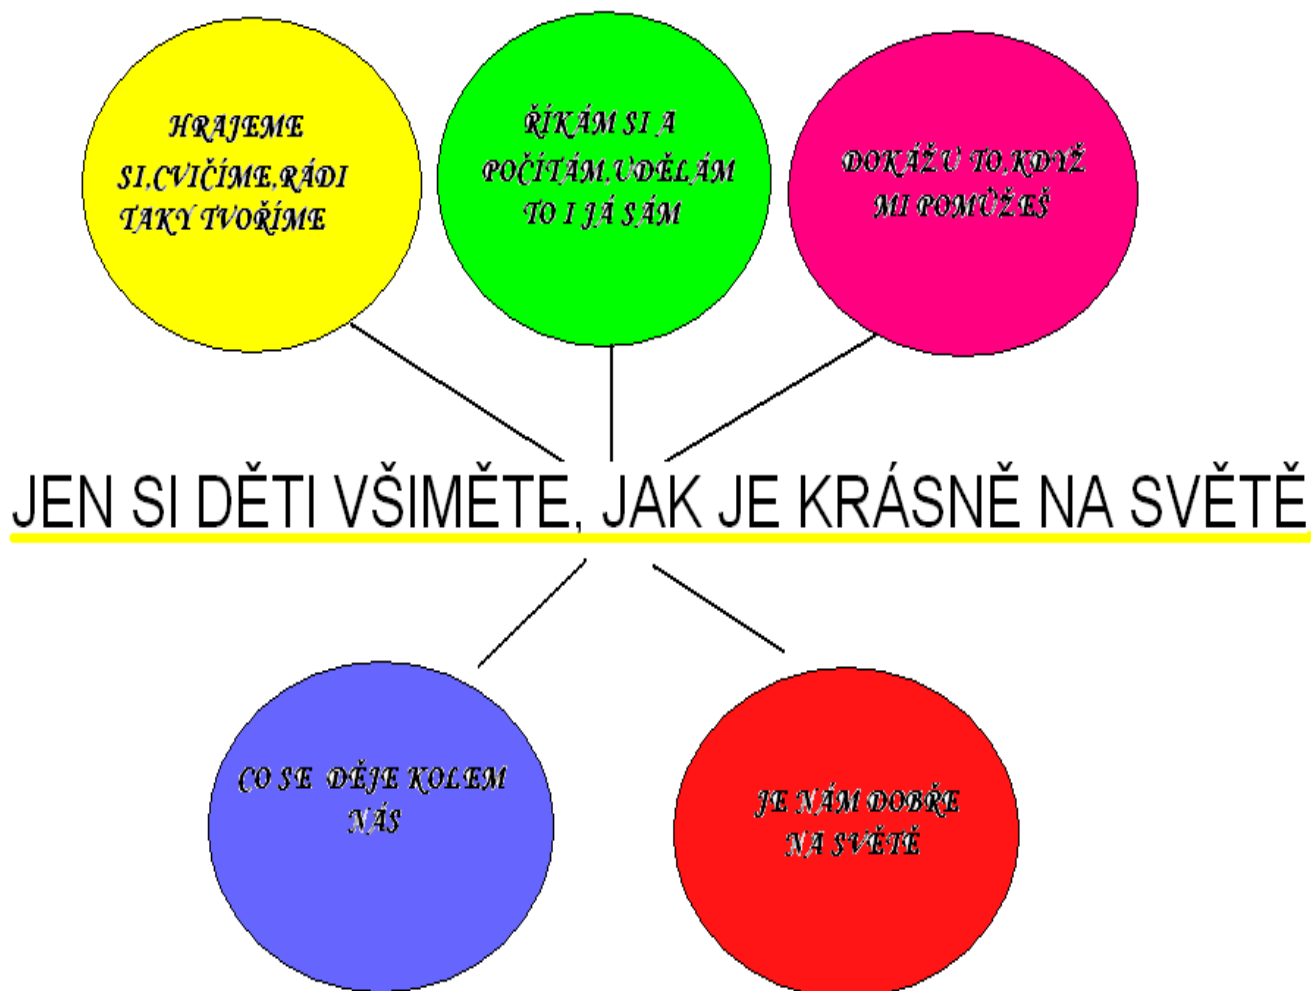 HRAJEME
SI,CVIČÍME,RÁDI
TAKY TVOŘÍME
ŘÍKÁM SI A
POČÍTÁM,UDĚLÁM
TO I JÁ SÁM
DOKÁŽU TO,KDYŽ
MI POMŮŽEŠ
JEN SI DĚTI VŠIMĚTE, JAK JE KRÁSNĚ NA SVĚTĚ
CO SE DĚJE KOLEM
NÁS
JE NÁM DOBŘE
NA SVĚTĚ